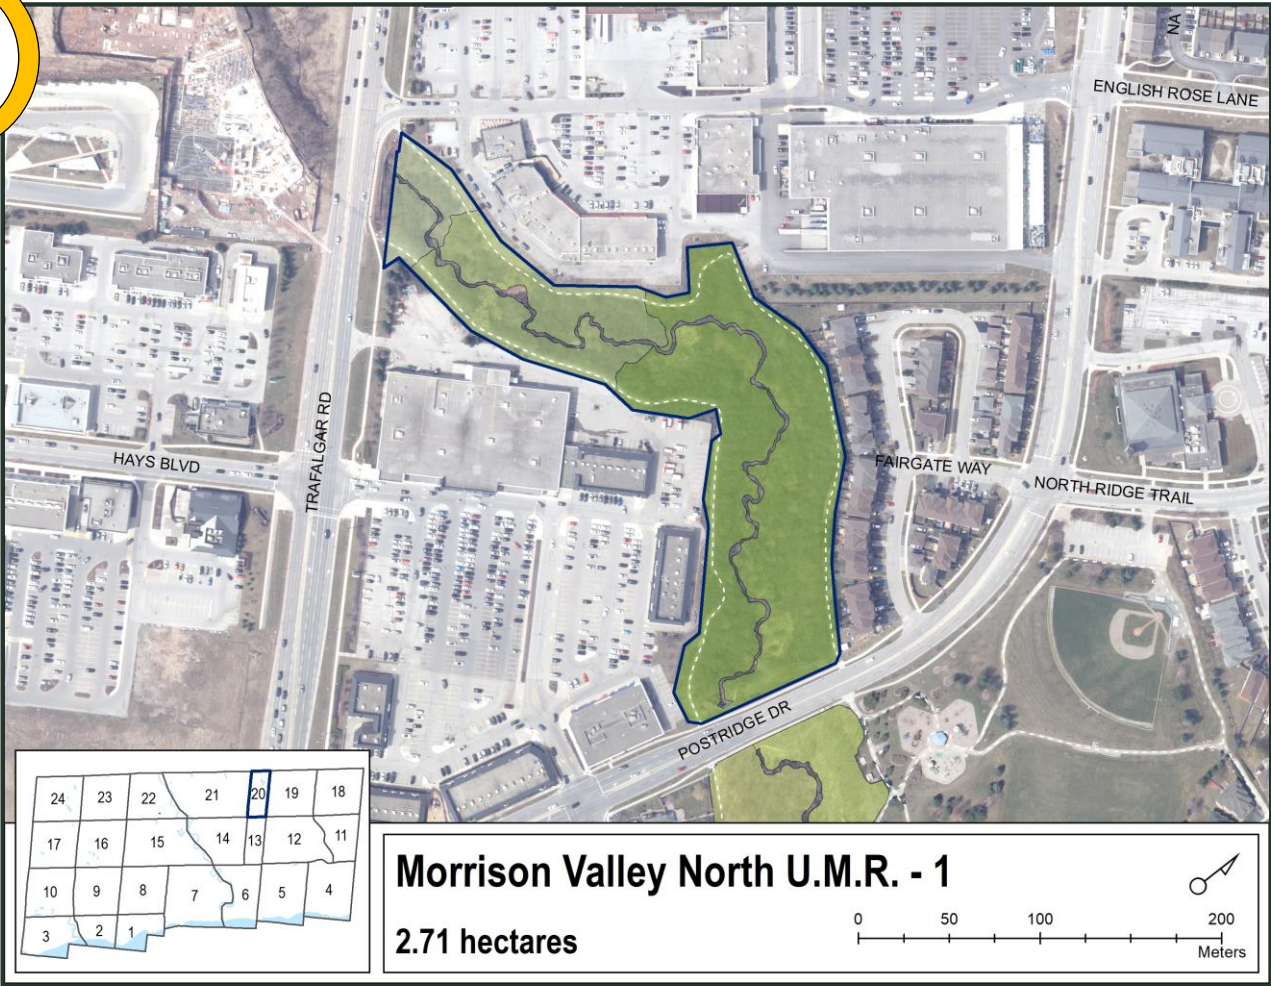 NA
ENGLISH ROSE LANE
TRAFALGAR RD
HAYS BLVD
FAIRGATE WAY
NORTH RIDGE TRAIL
POSTRIDGE DR
24 23 22 21 20 19 18
17 16 15 14 13 12 11
10 9 8 7 6 5 4
3 2 1
Morrison Valley North U.M.R. - 1
2.71 hectares
0 50 100 200
Meters